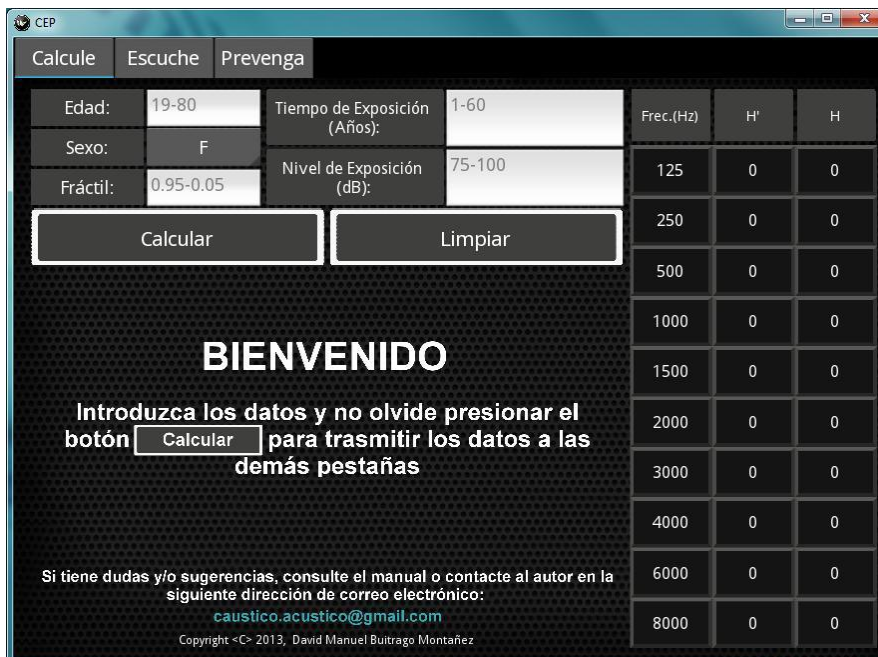 CEP
Calcule Escuche Prevenga
Edad: 19-80
Sexo: F
Fráctil: 0.95-0.05
Tiempo de Exposición
(Años):
1-60
Nivel de Exposición
(dB):
75-100
Calcular Limpiar
BIENVENIDO
Introduzca los datos y no olvide presionar el
botón Calcular para trasmitir los datos a las
demás pestañas
Si tiene dudas y/o sugerencias, consulte el manual o contacte al autor en la
siguiente dirección de correo electrónico:
caustico.acustico@gmail.com
Copyright <C> 2013, David Manuel Buitrago Montañez
Frec.(Hz) H' H
125 0 0
250 0 0
500 0 0
1000 0 0
1500 0 0
2000 0 0
3000 0 0
4000 0 0
6000 0 0
8000 0 0